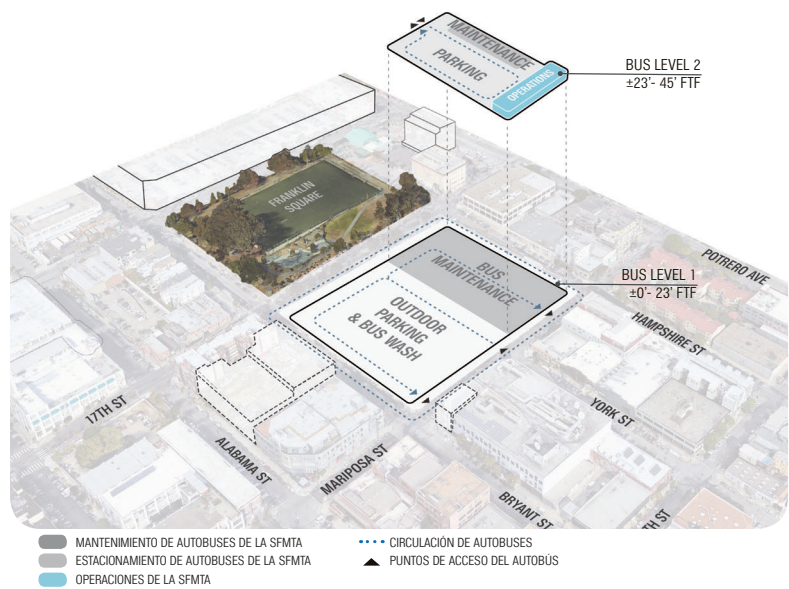 MAINTENANCE
PARKING
OPERATIONS
BUS LEVEL 2
±23'- 45' FTF
FRANKLIN
SQUARE
POTRERO AVE
BUS
MAINTENANCE
BUS LEVEL 1
±0'- 23' FTF
OUTDOOR
PARKING
& BUS WASH
HAMPSHIRE ST
17TH ST
YORK ST
ALABAMA ST
MARIPOSA ST
BRYANT ST
TH ST
MANTENIMIENTO DE AUTOBUSES DE LA SFMTA
ESTACIONAMIENTO DE AUTOBUSES DE LA SFMTA
OPERACIONES DE LA SFMTA
CIRCULACIÓN DE AUTOBUSES
PUNTOS DE ACCESO DEL AUTOBÚS